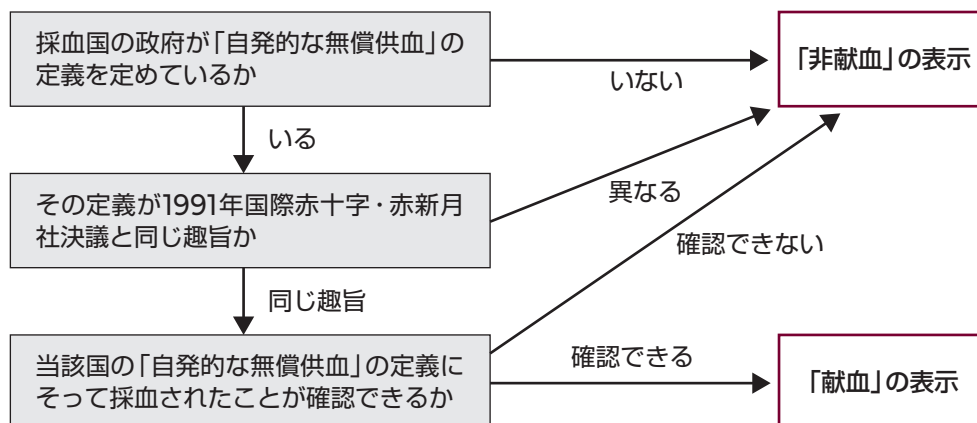 採血国の政府が「自発的な無償供血」の
定義を定めているか
いない
「非献血」の表示
いる
その定義が1991年国際赤十字・赤新月
社決議と同じ趣旨か
異なる
確認できない
同じ趣旨
当該国の「自発的な無償供血」の定義に
そって採血されたことが確認できるか
確認できる
「献血」の表示